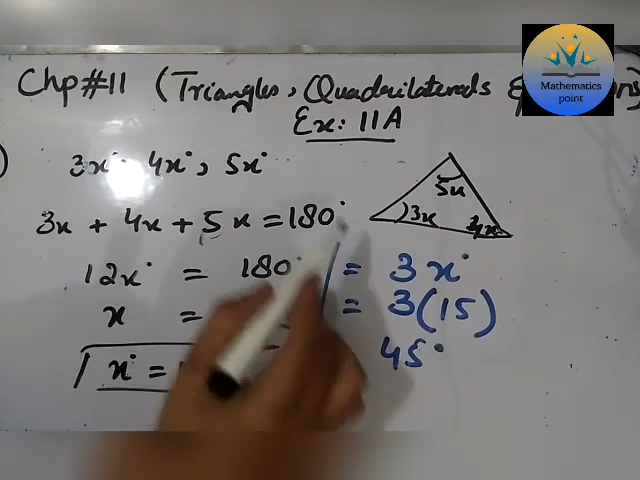 Chp #11 (Triangles, Quadrilaterals &
Mathematics
point
Ex: 11A
)
3x° 4x°, 5x°
3x + 4x + 5x = 180°
5x
3x
12x° = 180° = 3x°
x = = 3(15)
x° = 45°